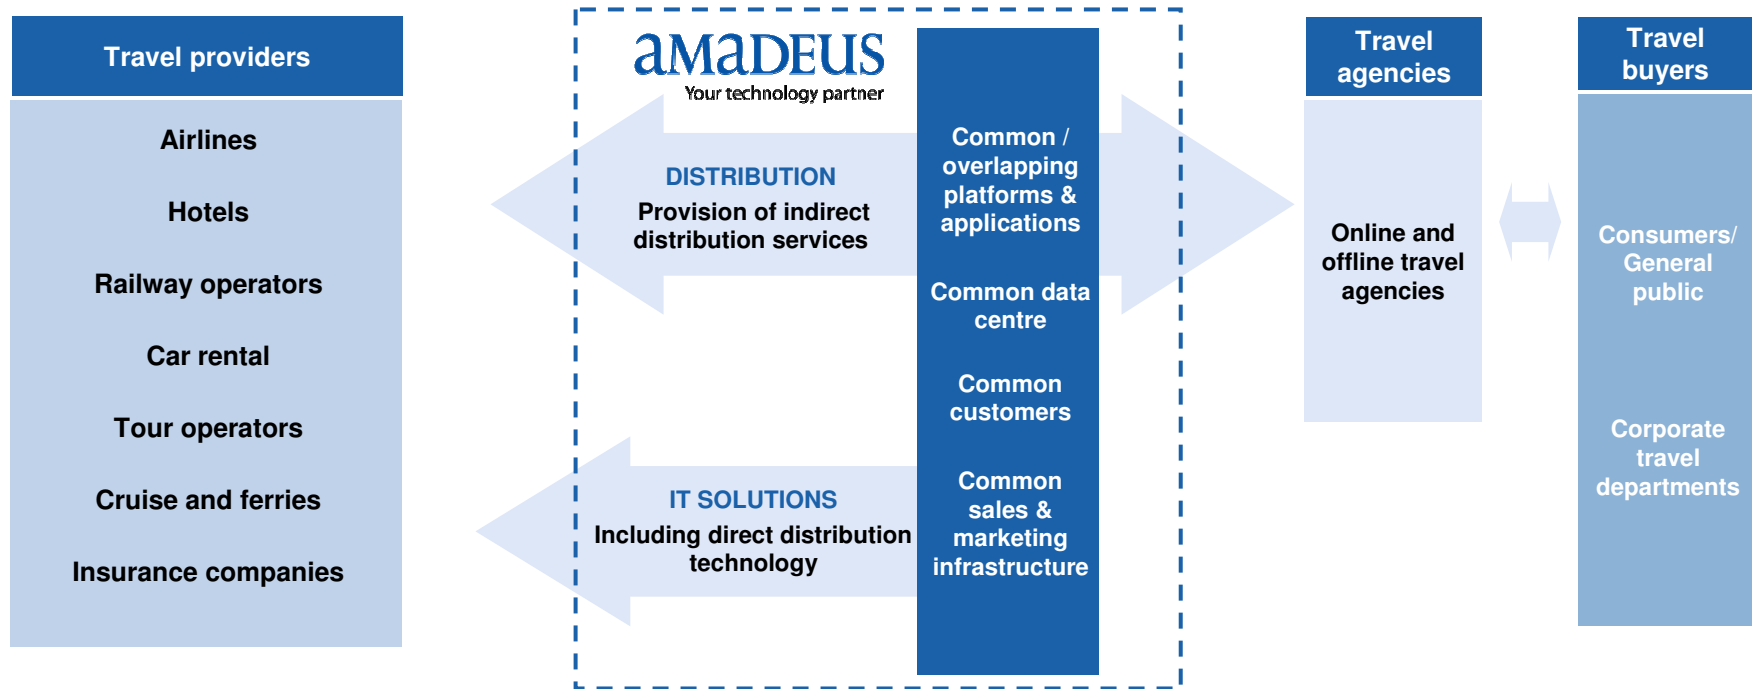 Travel providers
Airlines
Hotels
Railway operators
Car rental
Tour operators
Cruise and ferries
Insurance companies
amaDEUS
Your technology partner
DISTRIBUTION
Provision of indirect
distribution services
IT SOLUTIONS
Including direct distribution
technology
Common /
overlapping
platforms &
applications
Common data
centre
Common
customers
Common
sales &
marketing
infrastructure
Travel
agencies
Online and
offline travel
agencies
Travel
buyers
Consumers/
General
public
Corporate
travel
departments